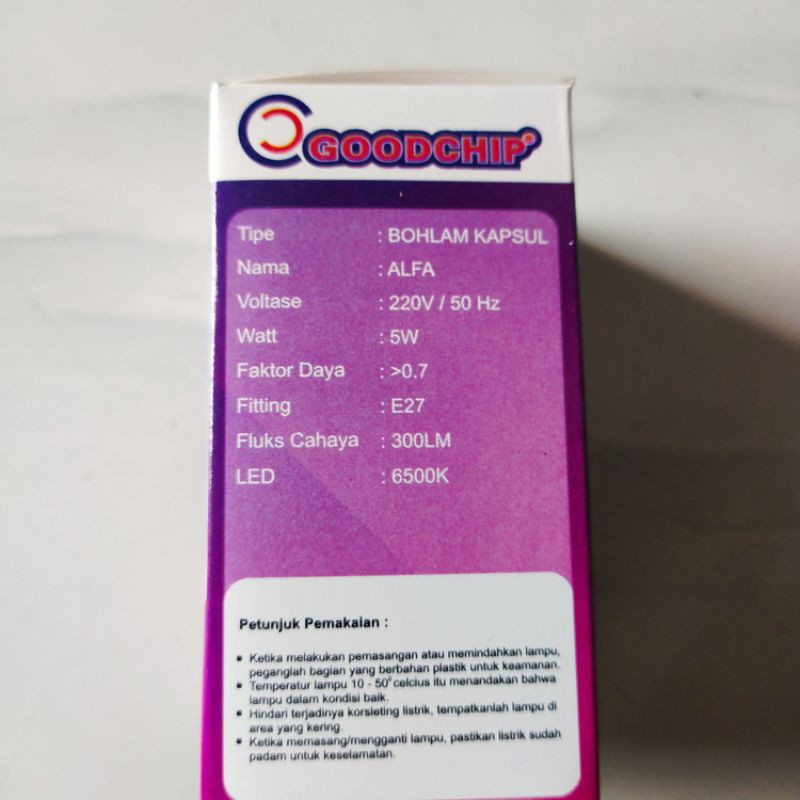 GOODCHIP®
Tipe : BOHLAM KAPSUL
Nama : ALFA
Voltase : 220V / 50 Hz
Watt : 5W
Faktor Daya : >0.7
Fitting : E27
Fluks Cahaya : 300LM
LED : 6500K
Petunjuk Pemakaian :
▪ Ketika melakukan pemasangan atau memindahkan lampu,
peganglah bagian yang berbahan plastik untuk keamanan.
▪ Temperatur lampu 10 - 50° celcius itu menandakan bahwa
lampu dalam kondisi baik.
▪ Hindari terjadinya korsleting listrik, tempatkanlah lampu di
area yang kering.
▪ Ketika memasang/mengganti lampu, pastikan listrik sudah
padam untuk keselamatan.